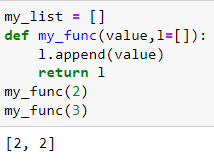 my_list = []
def my_func(value,l=[]):
    l.append(value)
    return l
my_func(2)
my_func(3)
[2, 2]